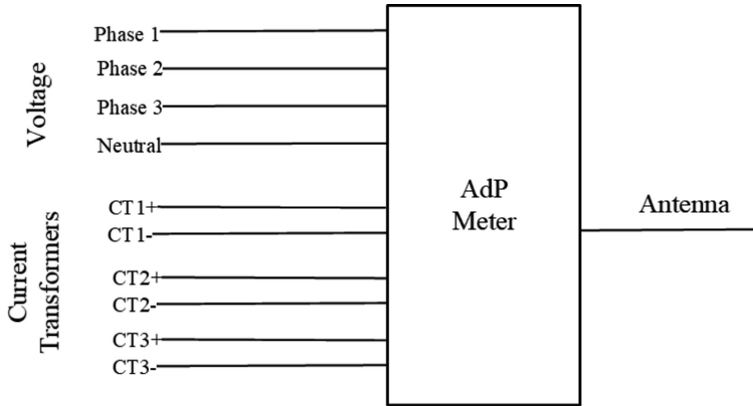 Voltage
Phase 1
Phase 2
Phase 3
Neutral
Current
Transformers
CT1+
CT1-
CT2+
CT2-
CT3+
CT3-
AdP
Meter
Antenna